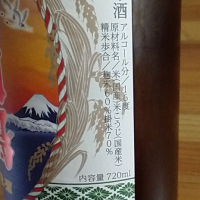 酒
アルコール分/16度
原材料名/米(国産)、米こうじ(国産米)
精米歩合/麹米60% 掛米70%
内容量 720ml